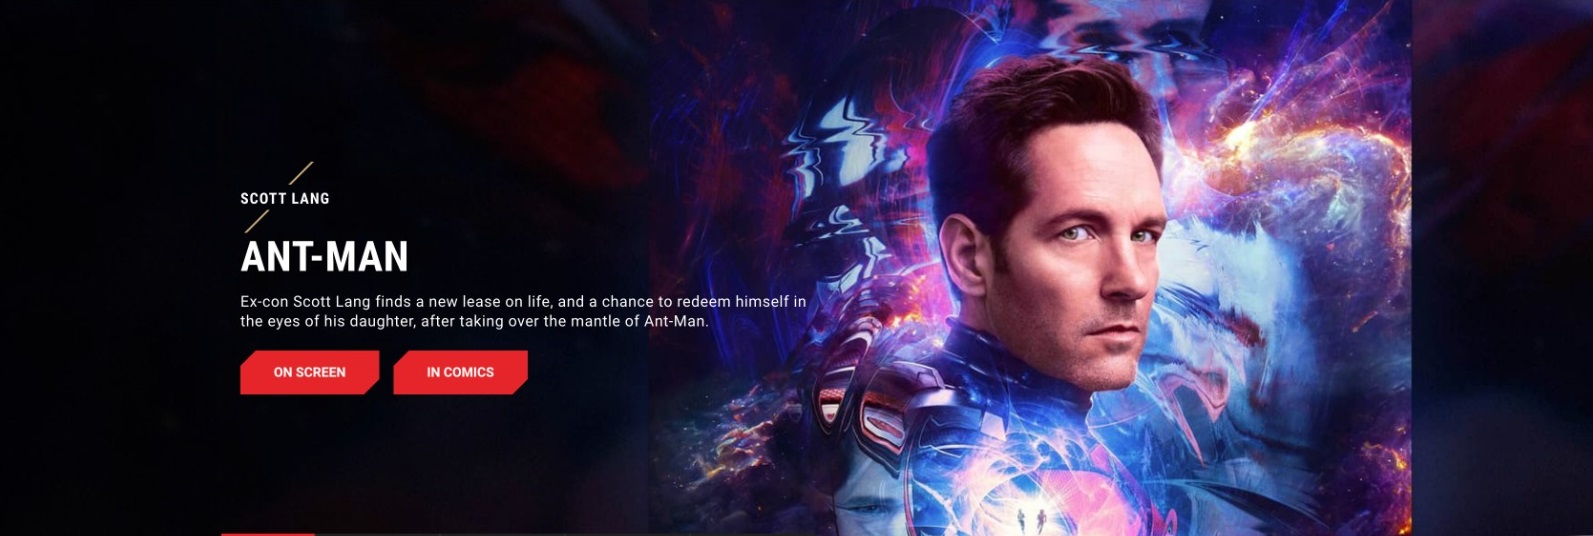 SCOTT LANG
ANT-MAN
Ex-con Scott Lang finds a new lease on life, and a chance to redeem himself in
the eyes of his daughter, after taking over the mantle of Ant-Man.
ON SCREEN
IN COMICS